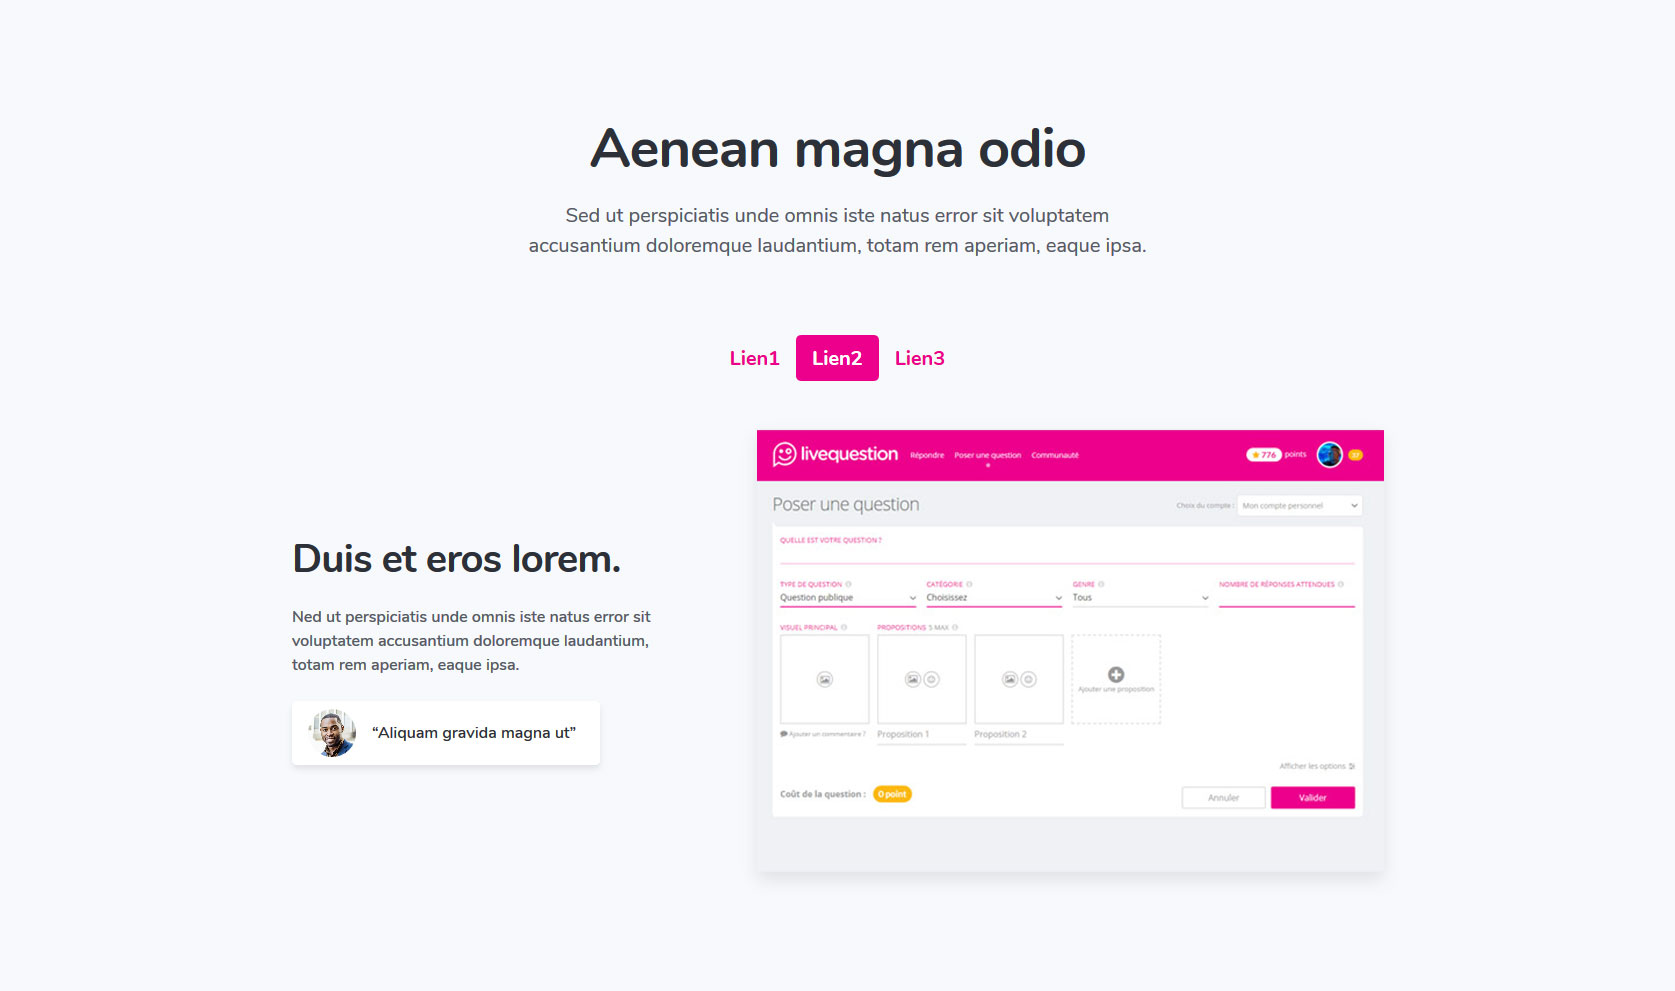 Aenean magna odio
Sed ut perspiciatis unde omnis iste natus error sit voluptatem
accusantium doloremque laudantium, totam rem aperiam, eaque ipsa.
Lien1 Lien2 Lien3
Duis et eros lorem.
Ned ut perspiciatis unde omnis iste natus error sit
voluptatem accusantium doloremque laudantium,
totam rem aperiam, eaque ipsa.
“Aliquam gravida magna ut”
livequestion Répondre Poser une question Communauté 776 points
Poser une question Choix du compte : Mon compte personnel
QUELLE EST VOTRE QUESTION ?
TYPE DE QUESTION CATÉGORIE GENRE NOMBRE DE RÉPONSES ATTENDUES
Question publique Choisissez Tous
VISUEL PRINCIPAL PROPOSITIONS 5 MAX
Ajouter une proposition
Ajouter un commentaire ? Proposition 1 Proposition 2
Afficher les options
Coût de la question : 0 point Annuler Valider